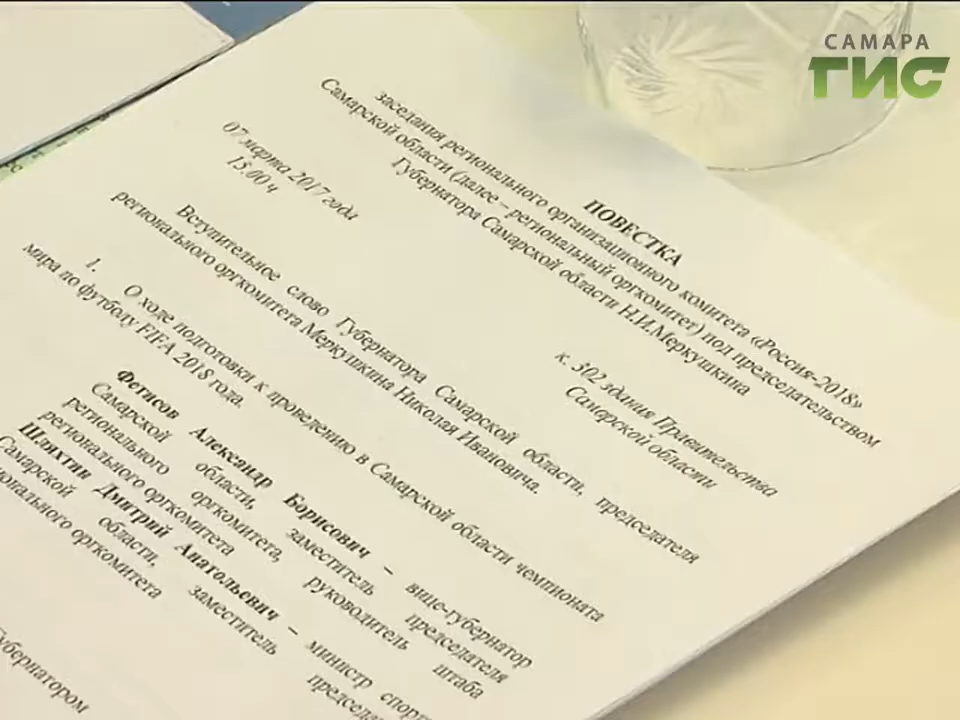 САМАРА
ГИС
ПОВЕСТКА
заседания регионального организационного комитета «Россия-2018»
Самарской области (далее – региональный оргкомитет) под председательством
Губернатора Самарской области Н.И.Меркушкина
07 марта 2017 года
15.00 ч
к. 302 здания Правительства
Самарской области
Вступительное слово Губернатора Самарской области, председателя
регионального оргкомитета Меркушкина Николая Ивановича.
1. О ходе подготовки к проведению в Самарской области чемпионата
мира по футболу FIFA 2018 года.
Фетисов Александр Борисович – вице-губернатор
Самарской области, заместитель председателя
регионального оргкомитета, руководитель штаба
регионального оргкомитета
Шляхтин Дмитрий Анатольевич – министр спорт
Самарской области, заместитель председа
ионального оргкомитета
Губернатором